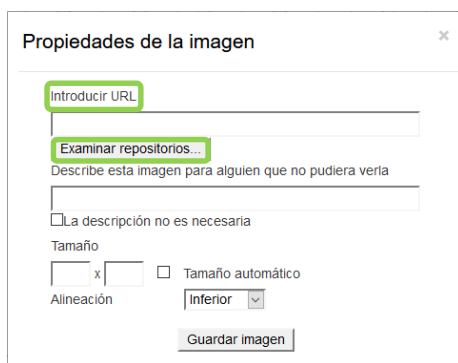 Propiedades de la imagen ×
Introducir URL
Examinar repositorios...
Describe esta imagen para alguien que no pudiera verla
La descripción no es necesaria
Tamaño
x Tamaño automático
Alineación Inferior
Guardar imagen